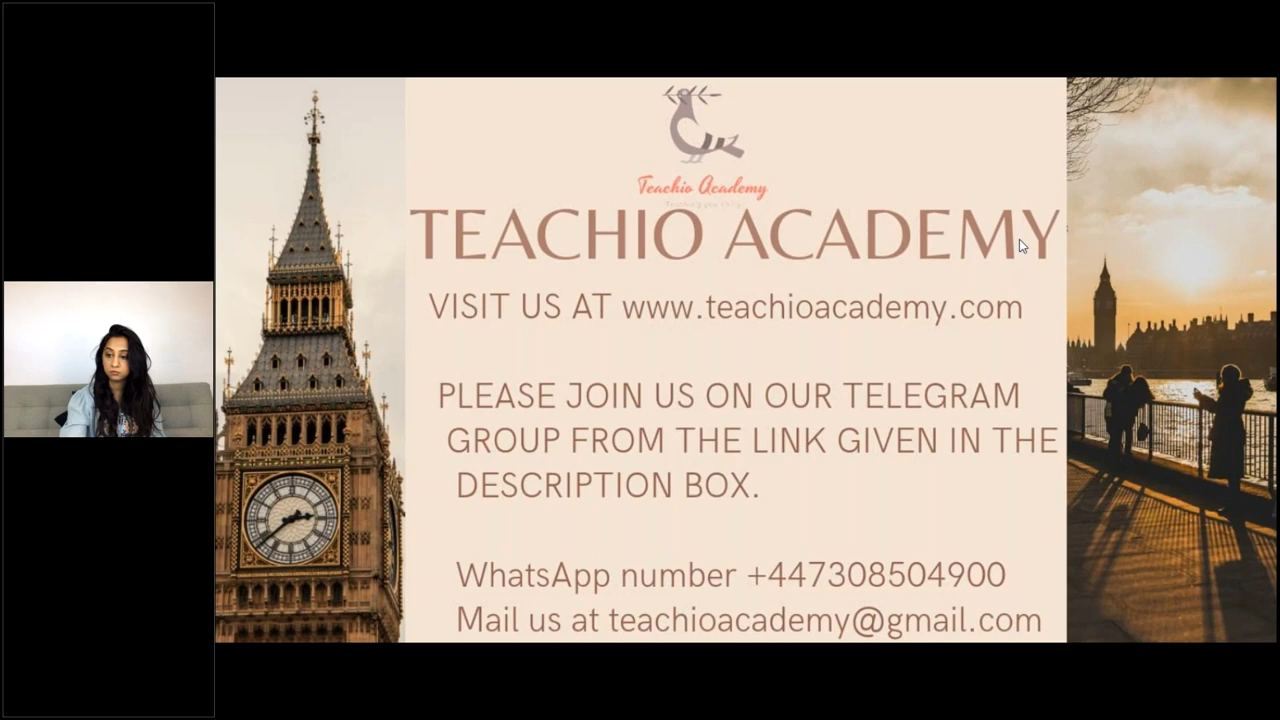 Teachio Academy
TEACHIO ACADEMY
VISIT US AT www.teachioacademy.com
PLEASE JOIN US ON OUR TELEGRAM
GROUP FROM THE LINK GIVEN IN THE
DESCRIPTION BOX.
WhatsApp number +447308504900
Mail us at teachioacademy@gmail.com